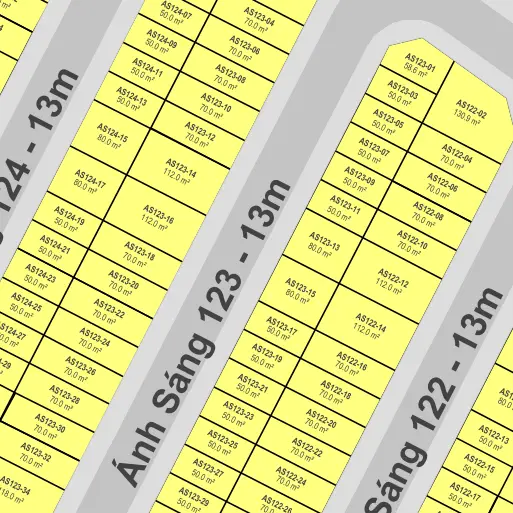 AS124-07
50.0 m²
AS124-09
50.0 m²
AS124-11
50.0 m²
AS124-13
50.0 m²
AS124-15
80.0 m²
AS124-17
80.0 m²
AS124-19
50.0 m²
AS124-21
50.0 m²
AS124-23
50.0 m²
AS124-25
50.0 m²
AS123-04
70.0 m²
AS123-06
70.0 m²
AS123-08
70.0 m²
AS123-10
70.0 m²
AS123-12
70.0 m²
AS123-14
112.0 m²
AS123-16
112.0 m²
AS123-18
70.0 m²
AS123-20
70.0 m²
AS123-22
70.0 m²
AS123-24
70.0 m²
AS123-26
70.0 m²
AS123-28
70.0 m²
AS123-30
70.0 m²
AS123-32
70.0 m²
AS123-34
124 - 13m
Ánh Sáng 123 - 13m
Sáng 122 - 13m
AS123-01
58.6 m²
AS123-03
50.0 m²
AS123-05
50.0 m²
AS123-07
50.0 m²
AS123-09
50.0 m²
AS123-11
50.0 m²
AS123-13
80.0 m²
AS123-15
80.0 m²
AS123-17
50.0 m²
AS123-19
50.0 m²
AS123-21
50.0 m²
AS123-23
50.0 m²
AS123-25
50.0 m²
AS123-27
50.0 m²
AS123-29
50.0 m²
AS122-02
130.9 m²
AS122-04
70.0 m²
AS122-06
70.0 m²
AS122-08
70.0 m²
AS122-10
70.0 m²
AS122-12
112.0 m²
AS122-14
112.0 m²
AS122-16
70.0 m²
AS122-18
70.0 m²
AS122-20
70.0 m²
AS122-22
70.0 m²
AS122-24
70.0 m²
AS122-26
AS122-13
50.0 m²
AS122-15
50.0 m²
AS122-17
50.0 m²